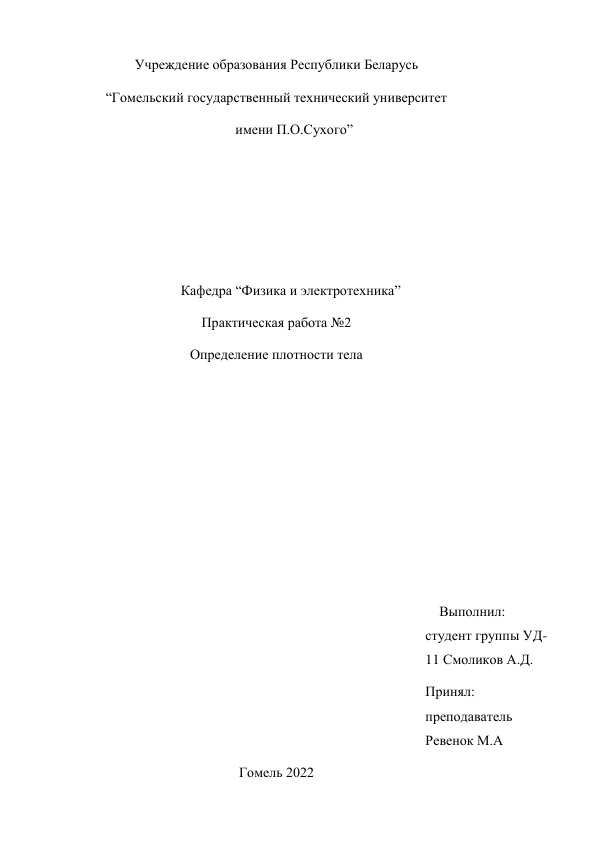 Учреждение образования Республики Беларусь
“Гомельский государственный технический университет
имени П.О.Сухого”
Кафедра “Физика и электротехника”
Практическая работа №2
Определение плотности тела
Выполнил:
студент группы УД-
11 Смоликов А.Д.
Принял:
преподаватель
Ревенок М.А
Гомель 2022